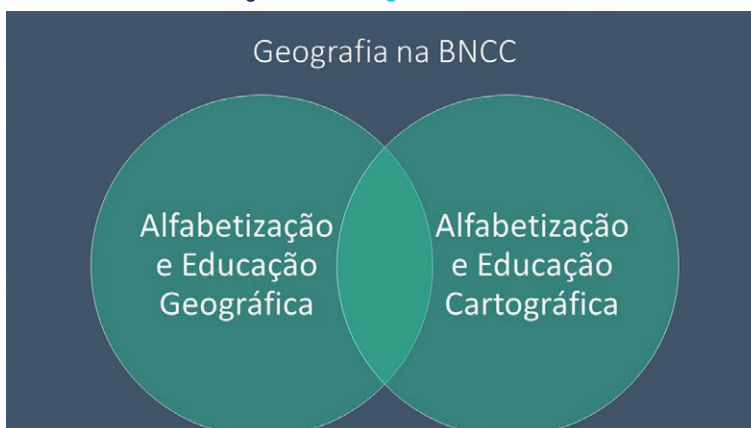 Geografia na BNCC
Alfabetização
e Educação
Geográfica
Alfabetização
e Educação
Cartográfica